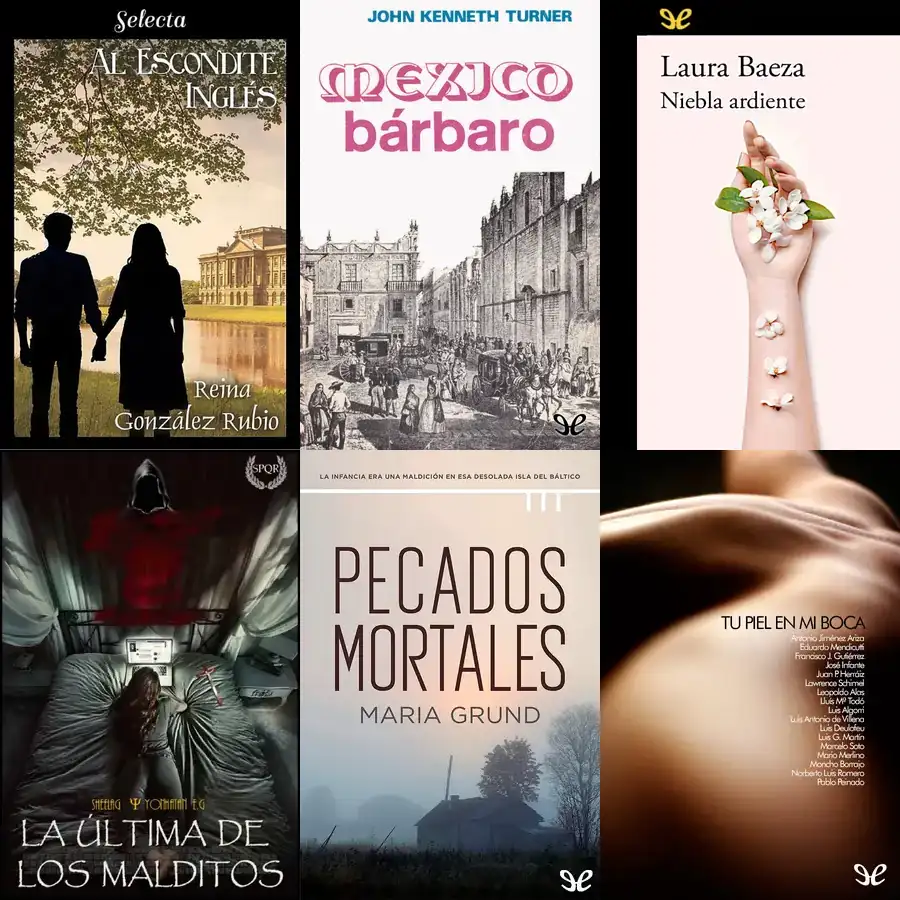 Selecta
AL ESCONDITE
INGLÉS
Reina
González Rubio
JOHN KENNETH TURNER
MEXICO
bárbaro
Laura Baeza
Niebla ardiente
SPQR
SHEELAG Ψ YONHATAN E.G
LA ÚLTIMA DE
LOS MALDITOS
LA INFANCIA ERA UNA MALDICIÓN EN ESA DESOLADA ISLA DEL BÁLTICO
PECADOS
MORTALES
MARIA GRUND
TU PIEL EN MI BOCA
Antonio Jiménez Ariza
Eduardo Mendicutti
Francisco J. Gutiérrez
José Infante
Juan P. Herráiz
Lawrence Schimel
Leopoldo Alas
Lluís Mª Todó
Luis Algorri
Luis Antonio de Villena
Luis Deulofeu
Luis G. Martín
Marcelo Soto
Mario Merlino
Moncho Borrajo
Norberto Luis Romero
Pablo Peinado